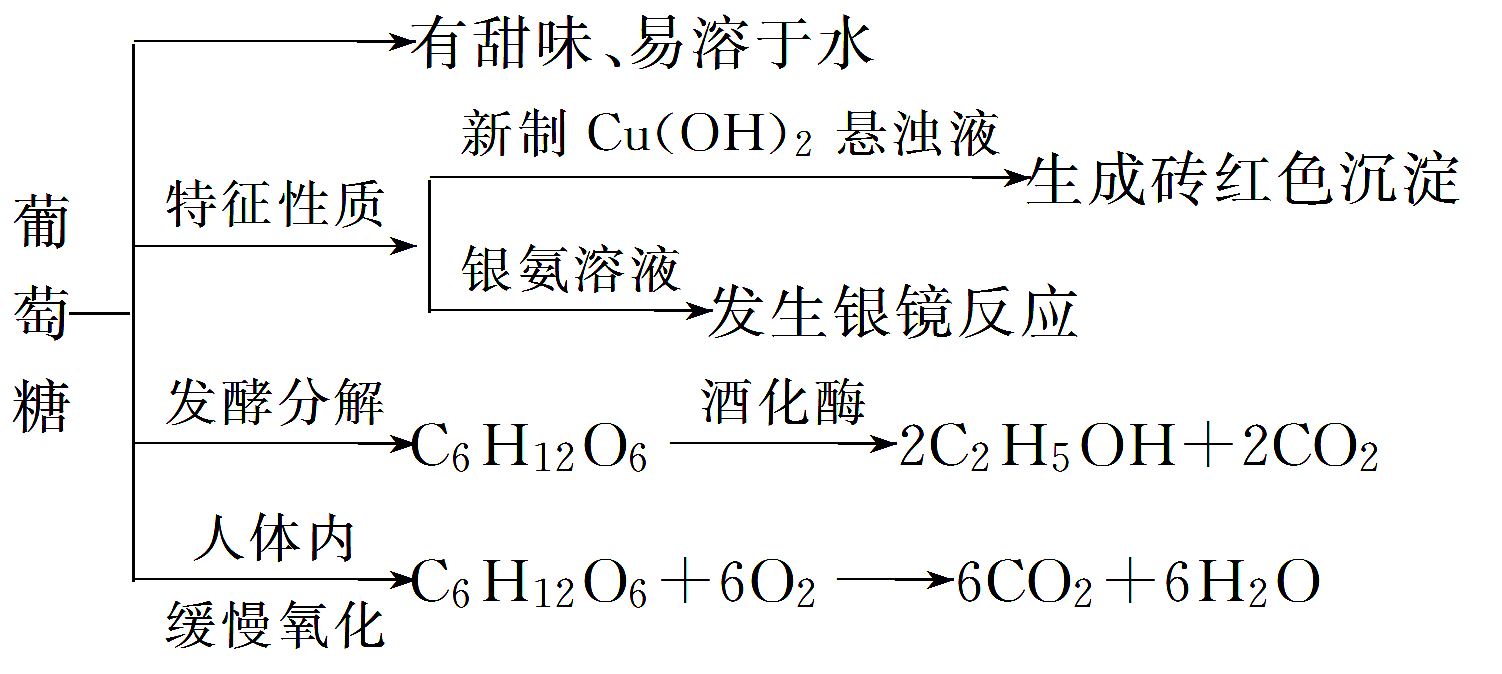 葡萄糖
有甜味、易溶于水
特征性质
新制 Cu(OH)₂ 悬浊液
生成砖红色沉淀
银氨溶液
发生银镜反应
发酵分解
C₆H₁₂O₆ 酒化酶 2C₂H₅OH＋2CO₂
人体内
缓慢氧化
C₆H₁₂O₆＋6O₂ → 6CO₂＋6H₂O